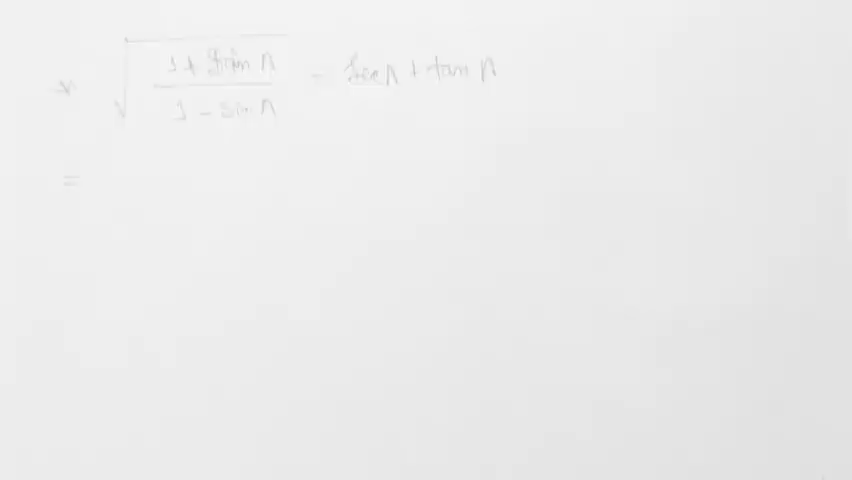 * √(1 + sin A / 1 - sin A) = sec A + tan A
=